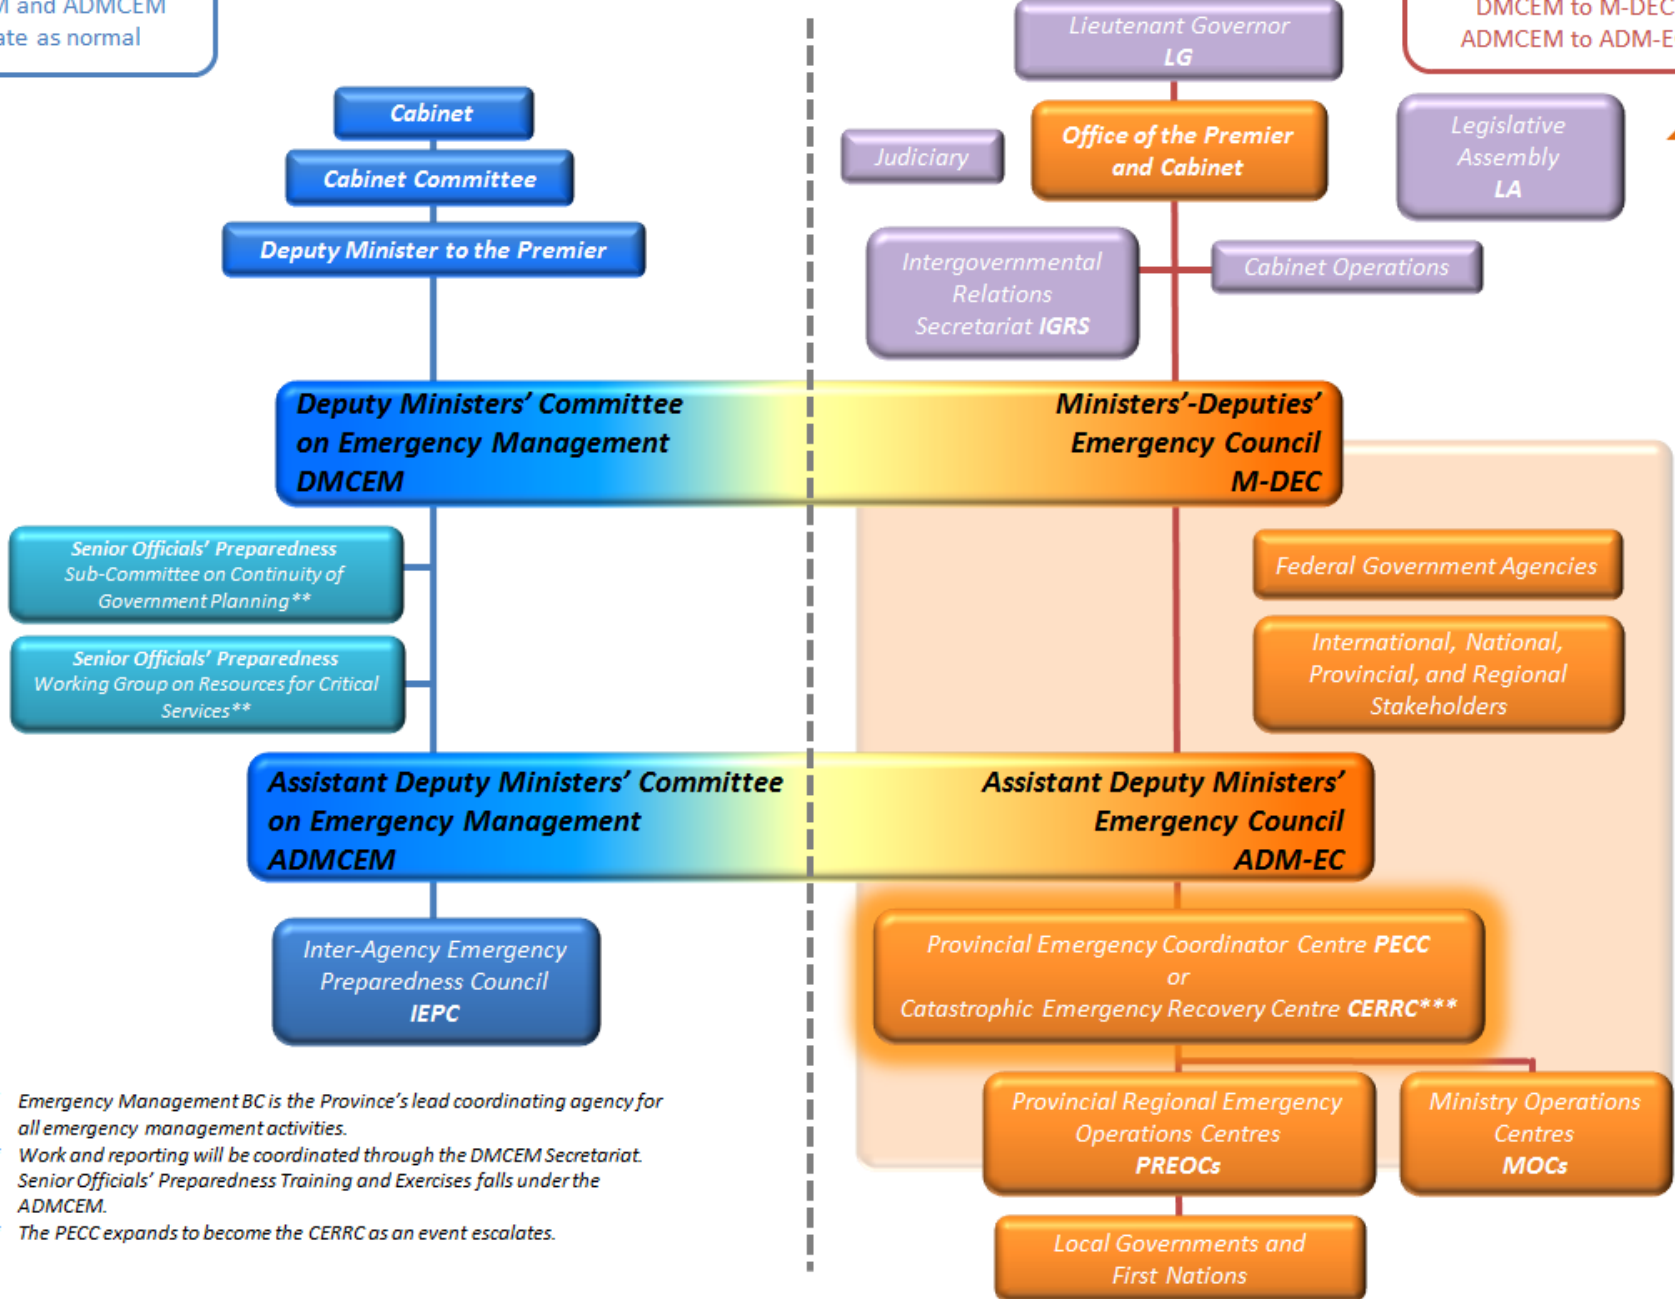 M and ADMCEM
ate as normal
Cabinet
Cabinet Committee
Deputy Minister to the Premier
Deputy Ministers’ Committee
on Emergency Management
DMCEM
Senior Officials’ Preparedness
Sub-Committee on Continuity of
Government Planning**
Senior Officials’ Preparedness
Working Group on Resources for Critical
Services**
Assistant Deputy Ministers’ Committee
on Emergency Management
ADMCEM
Inter-Agency Emergency
Preparedness Council
IEPC
Emergency Management BC is the Province’s lead coordinating agency for
all emergency management activities.
Work and reporting will be coordinated through the DMCEM Secretariat.
Senior Officials’ Preparedness Training and Exercises falls under the
ADMCEM.
The PECC expands to become the CERRC as an event escalates.
Lieutenant Governor
LG
DMCEM to M-DEC
ADMCEM to ADM-E
Judiciary
Office of the Premier
and Cabinet
Legislative
Assembly
LA
Intergovernmental
Relations
Secretariat IGRS
Cabinet Operations
Ministers’-Deputies’
Emergency Council
M-DEC
Federal Government Agencies
International, National,
Provincial, and Regional
Stakeholders
Assistant Deputy Ministers’
Emergency Council
ADM-EC
Provincial Emergency Coordinator Centre PECC
or
Catastrophic Emergency Recovery Centre CERRC***
Provincial Regional Emergency
Operations Centres
PREOCs
Ministry Operations
Centres
MOCs
Local Governments and
First Nations